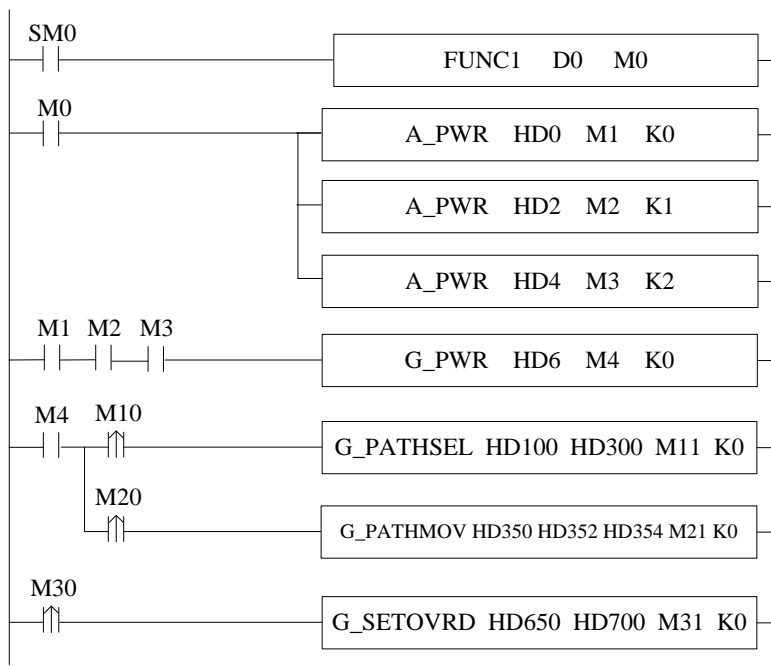 SM0
FUNC1 D0 M0
M0
A_PWR HD0 M1 K0
A_PWR HD2 M2 K1
A_PWR HD4 M3 K2
M1 M2 M3
G_PWR HD6 M4 K0
M4 M10
G_PATHSEL HD100 HD300 M11 K0
M20
G_PATHMOV HD350 HD352 HD354 M21 K0
M30
G_SETOVRD HD650 HD700 M31 K0